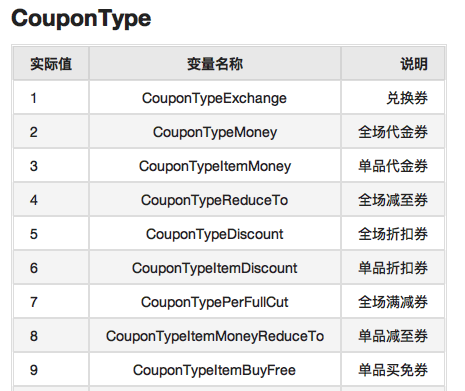 CouponType
实际值 变量名称 说明
1 CouponTypeExchange 兑换券
2 CouponTypeMoney 全场代金券
3 CouponTypeItemMoney 单品代金券
4 CouponTypeReduceTo 全场减至券
5 CouponTypeDiscount 全场折扣券
6 CouponTypeItemDiscount 单品折扣券
7 CouponTypePerFullCut 全场满减券
8 CouponTypeItemMoneyReduceTo 单品减至券
9 CouponTypeItemBuyFree 单品买免券